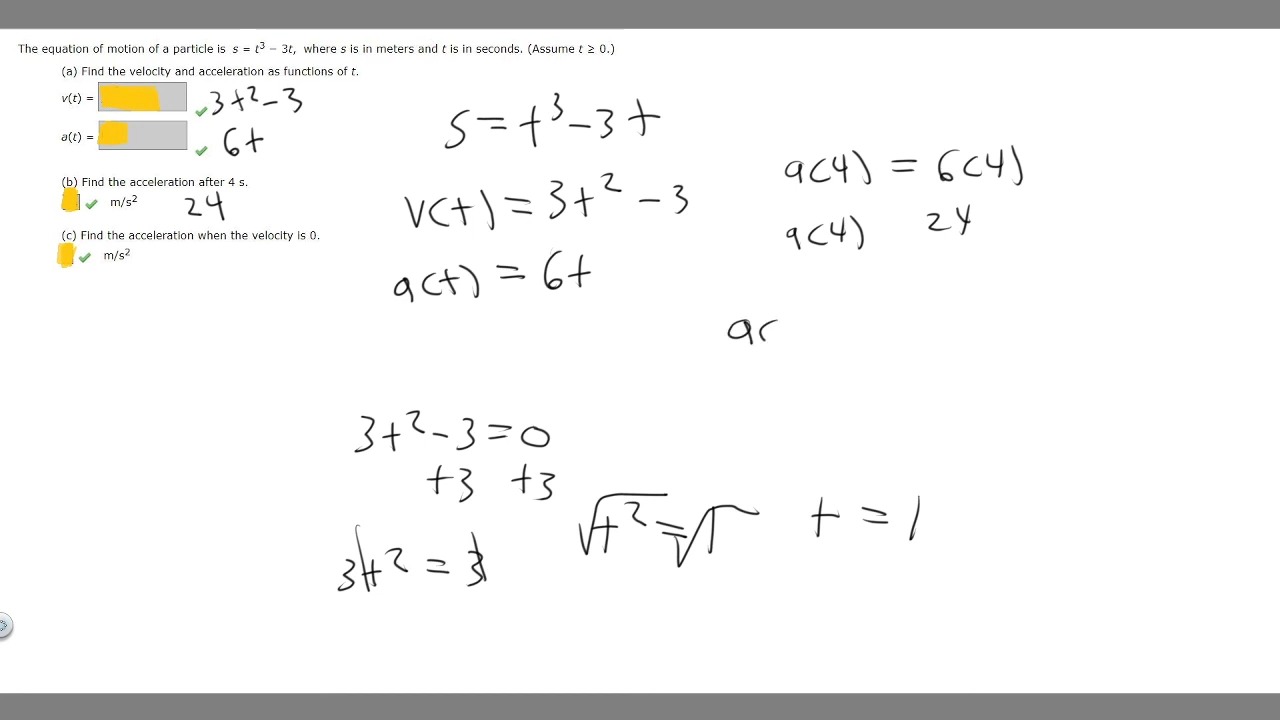 The equation of motion of a particle is s = t³ − 3t, where s is in meters and t is in seconds. (Assume t ≥ 0.)
(a) Find the velocity and acceleration as functions of t.
v(t) = 3t²-3
a(t) = 6t
(b) Find the acceleration after 4 s.
m/s² 24
(c) Find the acceleration when the velocity is 0.
m/s²
s=t³-3t
v(t)=3t²-3
a(t)=6t
a(4)=6(4)
a(4) 24
a(
3t²-3=0
+3 +3
3t²=3
√t²=√1
t=1